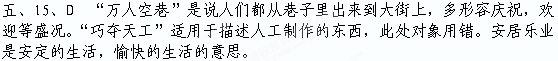 五、15、D “万人空巷”是说人们都从巷子里出来到大街上，多形容庆祝，欢
迎等盛况。“巧夺天工”适用于描述人工制作的东西，此处对象用错。安居乐业
是安定的生活，愉快的生活的意思。